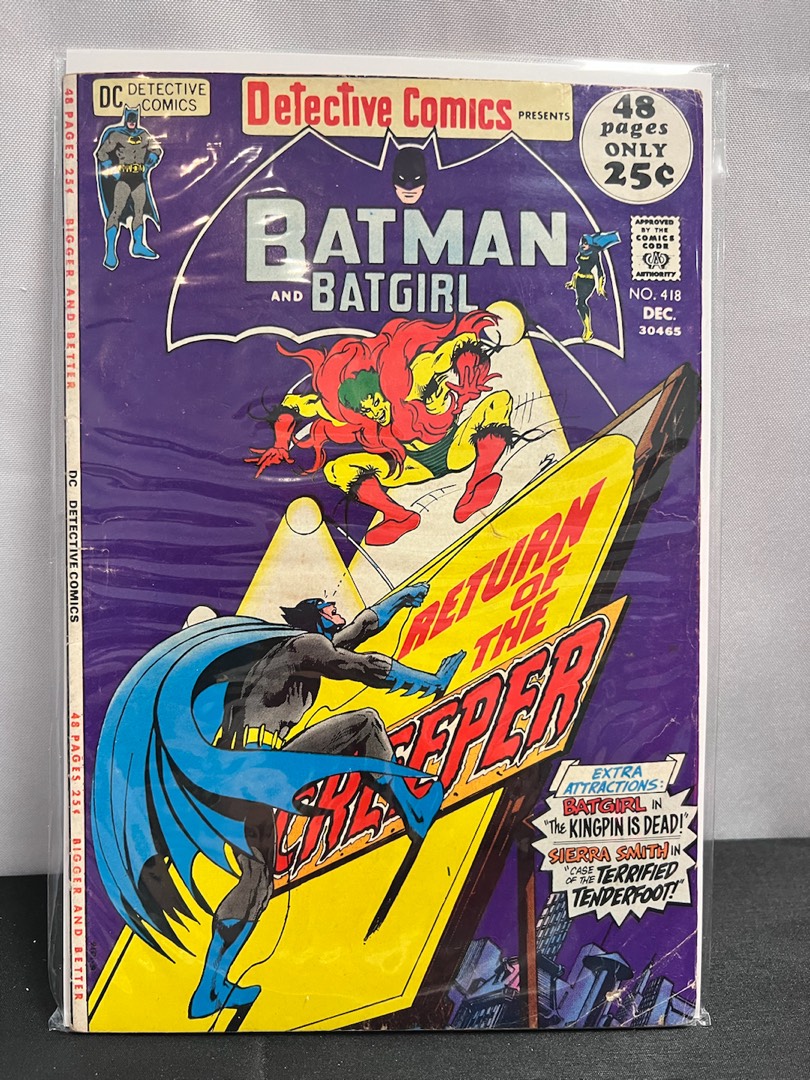 DC DETECTIVE
COMICS
Detective Comics PRESENTS
48
pages
ONLY
25¢
BATMAN
AND BATGIRL
APPROVED
BY THE
COMICS
CODE
CA
AUTHORITY
NO. 418
DEC.
30465
48 PAGES 25¢ BIGGER AND BETTER
DC DETECTIVE COMICS
48 PAGES 25¢ BIGGER AND BETTER
RETURN
OF
THE
CREEPER
EXTRA
ATTRACTIONS:
BATGIRL IN
"THE KINGPIN IS DEAD!"
SIERRA SMITH IN
"CASE
OF THE TERRIFIED
TENDERFOOT!"